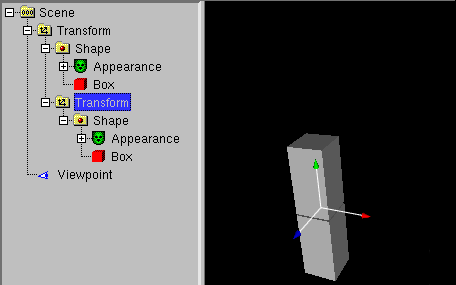 Scene
Transform
Shape
Appearance
Box
Transform
Shape
Appearance
Box
Viewpoint